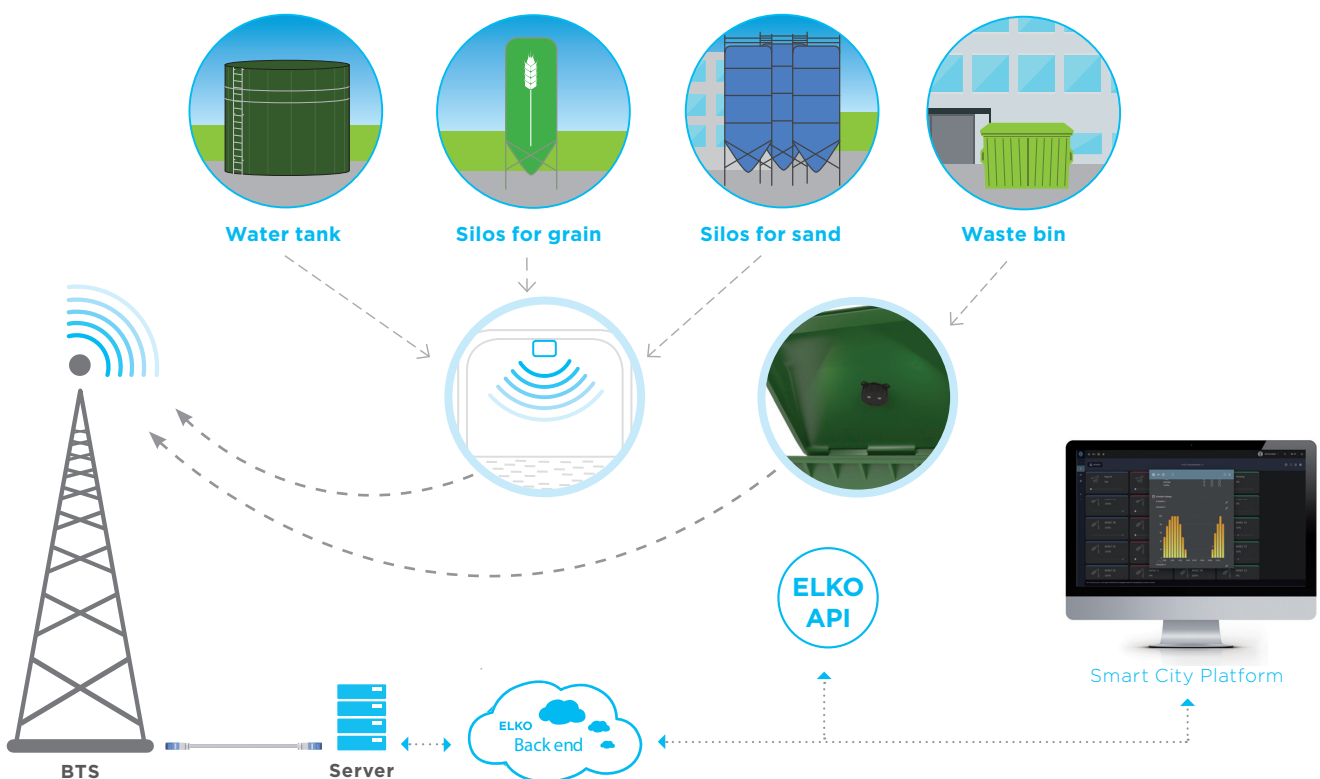 Water tank
Silos for grain
Silos for sand
Waste bin
ELKO
API
Smart City Platform
ELKO
Back end
BTS
Server